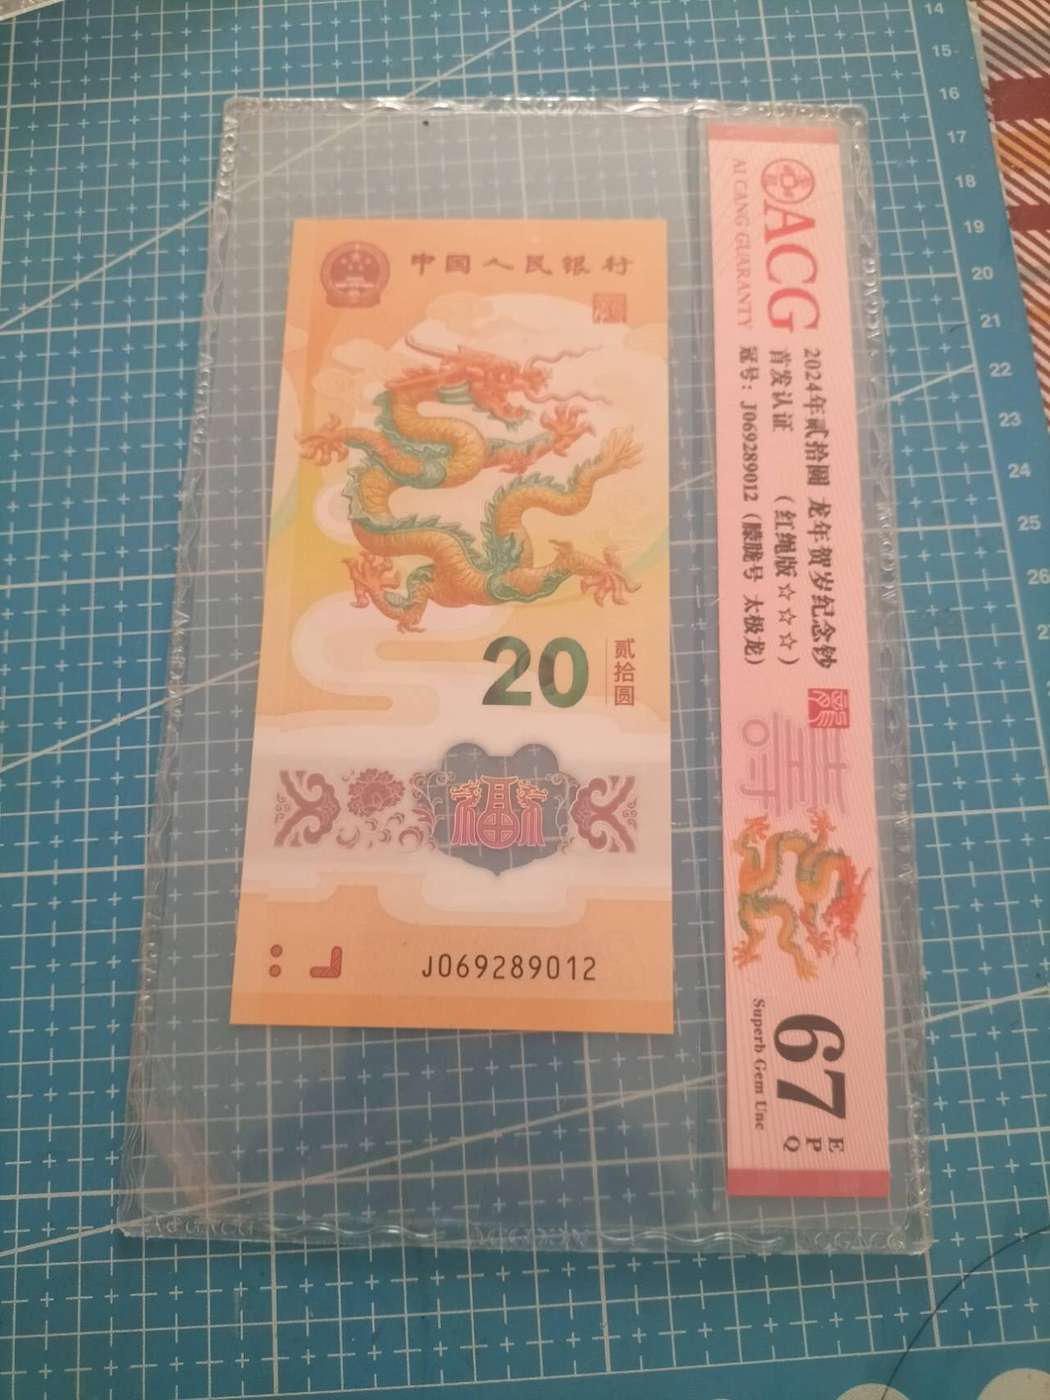 中国人民银行
20
贰拾圆
J069289012
ACG
AI CANG GUARANTY
2024年贰拾圆 龙年贺岁纪念钞
首发认证 (红绳版☆☆☆)
冠号: J069289012 (朦胧号 太极龙)
67
EPQ
Superb Gem Unc
14
15
16
17
18
19
20
21
22
23
24
25
26